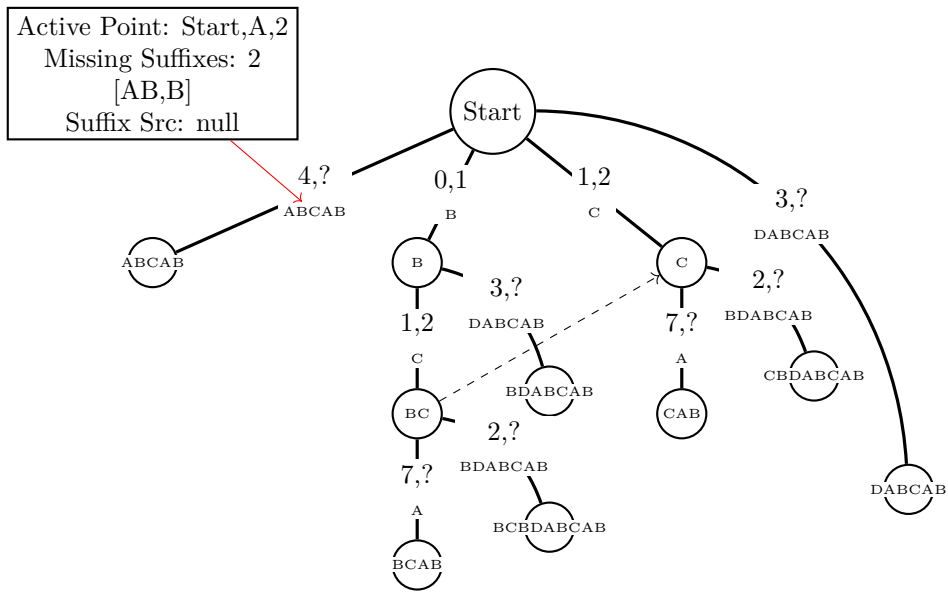 Active Point: Start,A,2
Missing Suffixes: 2
[AB,B]
Suffix Src: null
Start
4,?
ABCAB
0,1
B
1,2
C
3,?
DABCAB
ABCAB
B
C
3,?
DABCAB
2,?
BDABCAB
1,2
C
7,?
A
BDABCAB
CBDABCAB
BC
CAB
2,?
BDABCAB
7,?
A
DABCAB
BCBDABCAB
BCAB